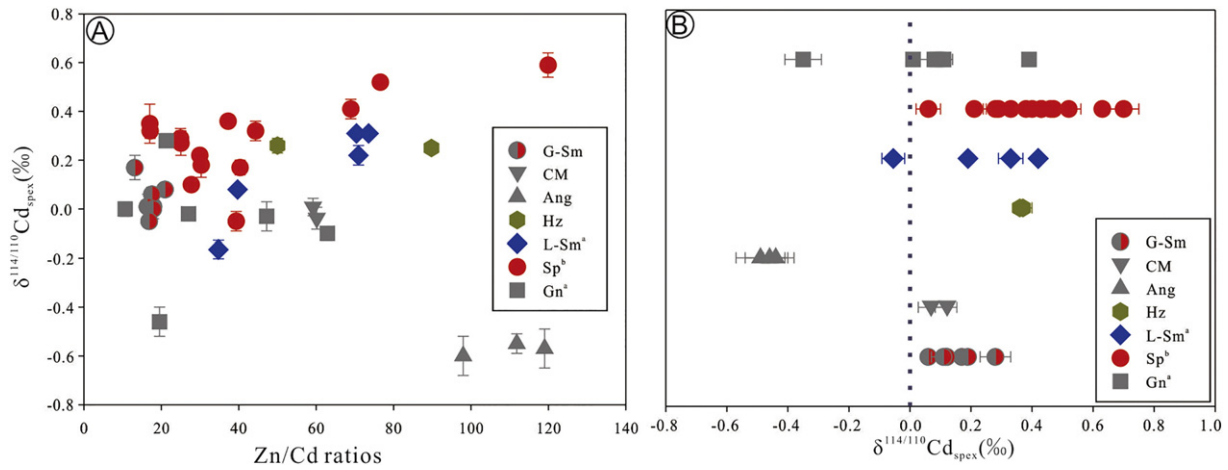 A
0.8
0.6
0.4
0.2
0.0
-0.2
-0.4
-0.6
-0.8
δ114/110Cdspex(‰)
0 20 40 60 80 100 120 140
Zn/Cd ratios
G-Sm
CM
Ang
Hz
L-Smᵃ
Spᵇ
Gnᵃ
B
-0.8 -0.6 -0.4 -0.2 0.0 0.2 0.4 0.6 0.8 1.0
δ114/110Cdspex(‰)
G-Sm
CM
Ang
Hz
L-Smᵃ
Spᵇ
Gnᵃ